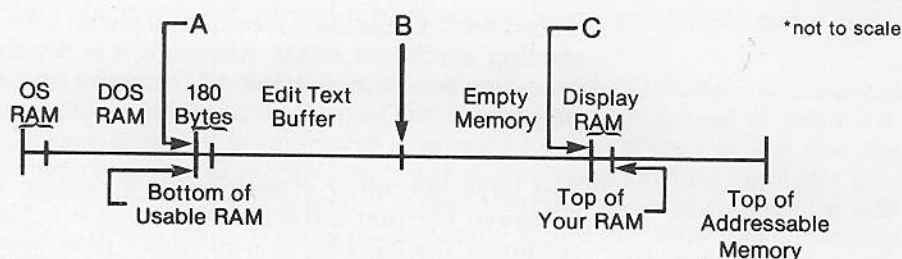 A
B
C
*not to scale
OS
RAM
DOS
RAM
180
Bytes
Edit Text
Buffer
Empty
Memory
Display
RAM
Bottom of
Usable RAM
Top of
Your RAM
Top of
Addressable
Memory